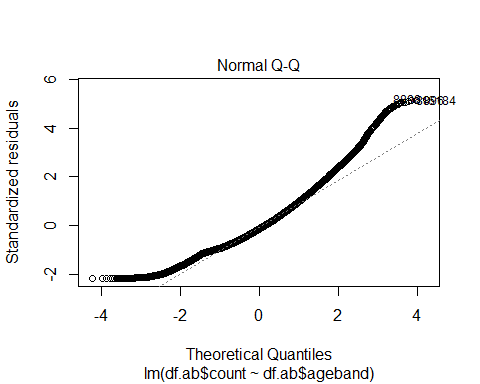 Normal Q-Q
Standardized residuals
6
4
2
0
-2
-4
-2
0
2
4
Theoretical Quantiles
lm(df.ab$count ~ df.ab$ageband)